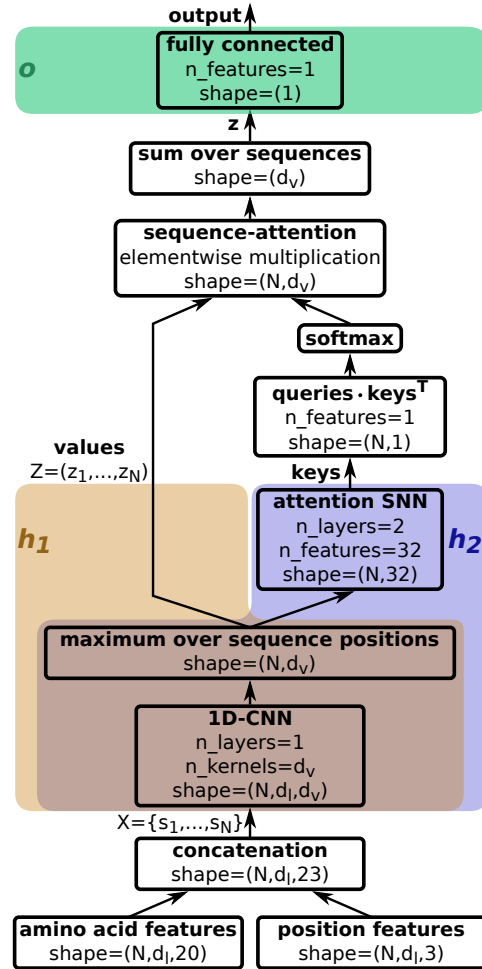 output
o
fully connected
n_features=1
shape=(1)
z
sum over sequences
shape=(d_v)
sequence-attention
elementwise multiplication
shape=(N,d_v)
softmax
queries·keys^T
n_features=1
shape=(N,1)
values
Z=(z_1,...,z_N)
keys
h_1
attention SNN
n_layers=2
n_features=32
shape=(N,32)
h_2
maximum over sequence positions
shape=(N,d_v)
1D-CNN
n_layers=1
n_kernels=d_v
shape=(N,d_l,d_v)
X={s_1,...,s_N}
concatenation
shape=(N,d_l,23)
amino acid features
shape=(N,d_l,20)
position features
shape=(N,d_l,3)